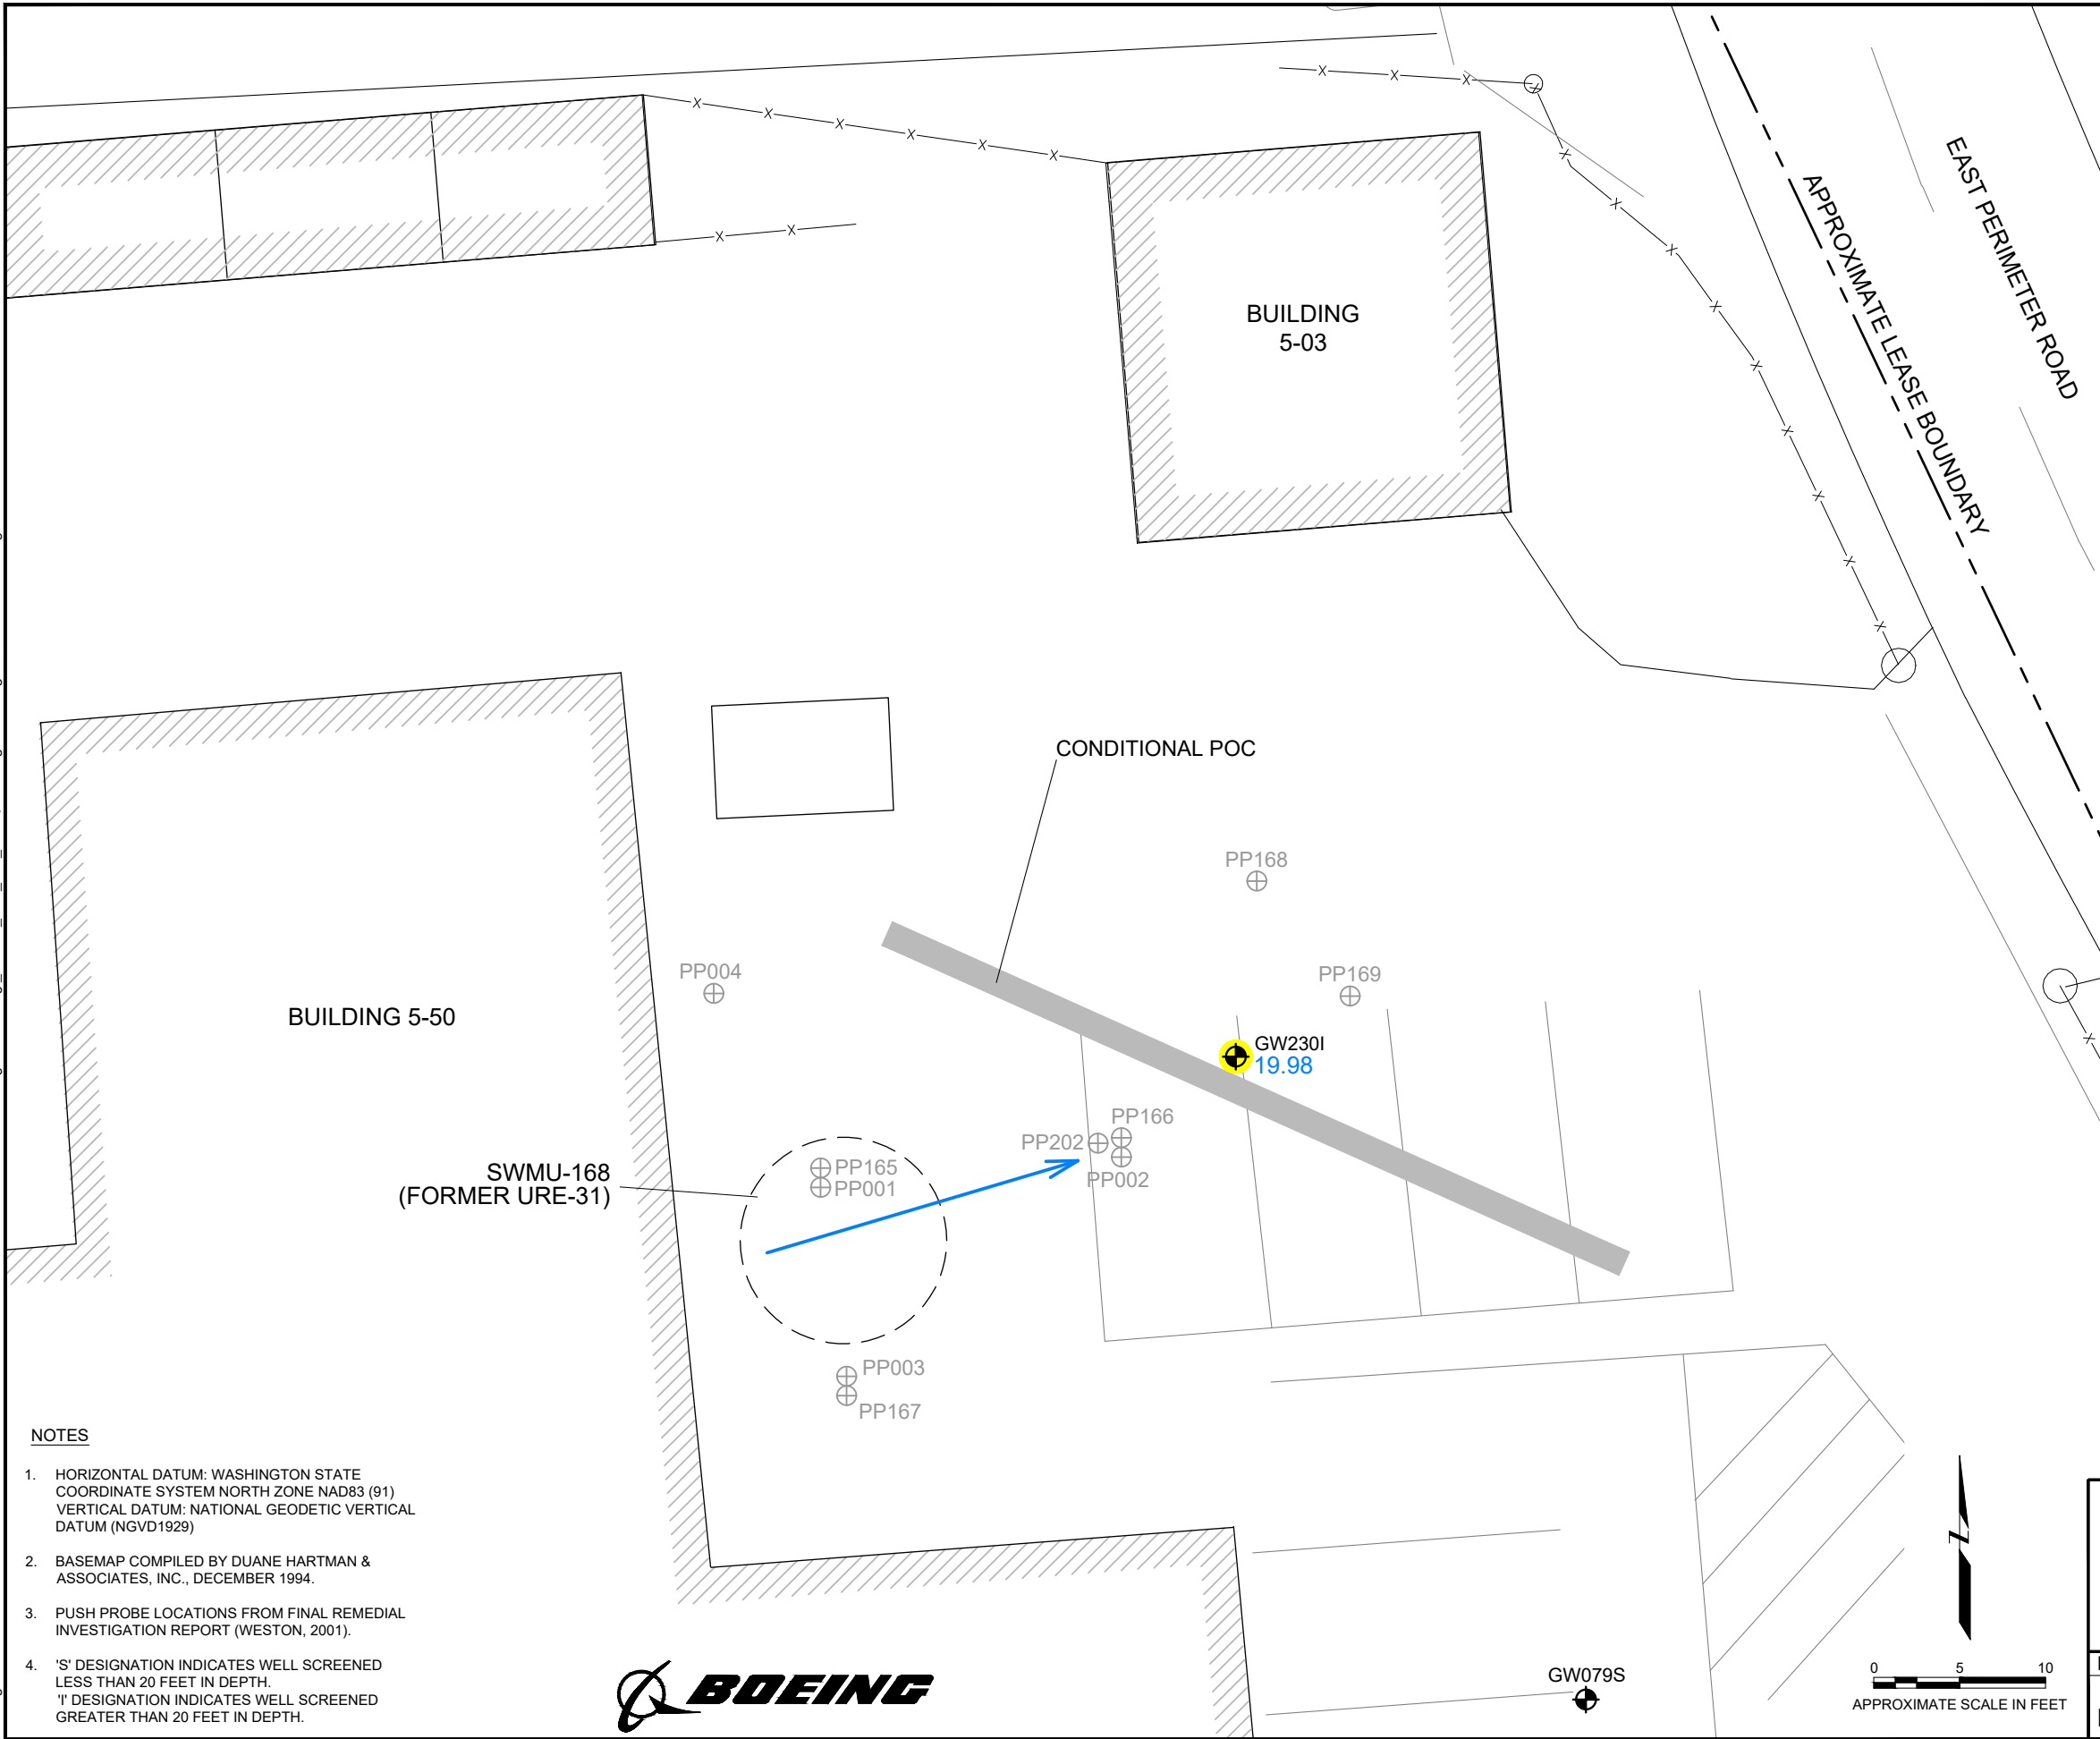 BUILDING
5-03
APPROXIMATE LEASE BOUNDARY
EAST PERIMETER ROAD
CONDITIONAL POC
PP168
PP004
PP169
BUILDING 5-50
GW230I
19.98
PP166
PP202
PP002
SWMU-168
(FORMER URE-31)
PP165
PP001
PP003
PP167
NOTES
1. HORIZONTAL DATUM: WASHINGTON STATE
COORDINATE SYSTEM NORTH ZONE NAD83 (91)
VERTICAL DATUM: NATIONAL GEODETIC VERTICAL
DATUM (NGVD1929)
2. BASEMAP COMPILED BY DUANE HARTMAN &
ASSOCIATES, INC., DECEMBER 1994.
3. PUSH PROBE LOCATIONS FROM FINAL REMEDIAL
INVESTIGATION REPORT (WESTON, 2001).
4. 'S' DESIGNATION INDICATES WELL SCREENED
LESS THAN 20 FEET IN DEPTH.
'I' DESIGNATION INDICATES WELL SCREENED
GREATER THAN 20 FEET IN DEPTH.
BOEING
GW079S
N
0 5 10
APPROXIMATE SCALE IN FEET